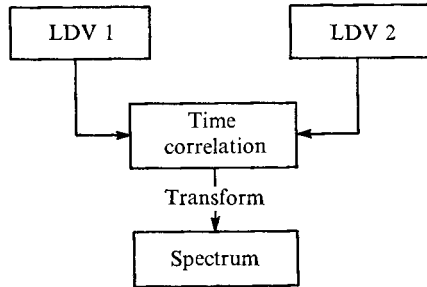 LDV 1
LDV 2
Time
correlation
Transform
Spectrum